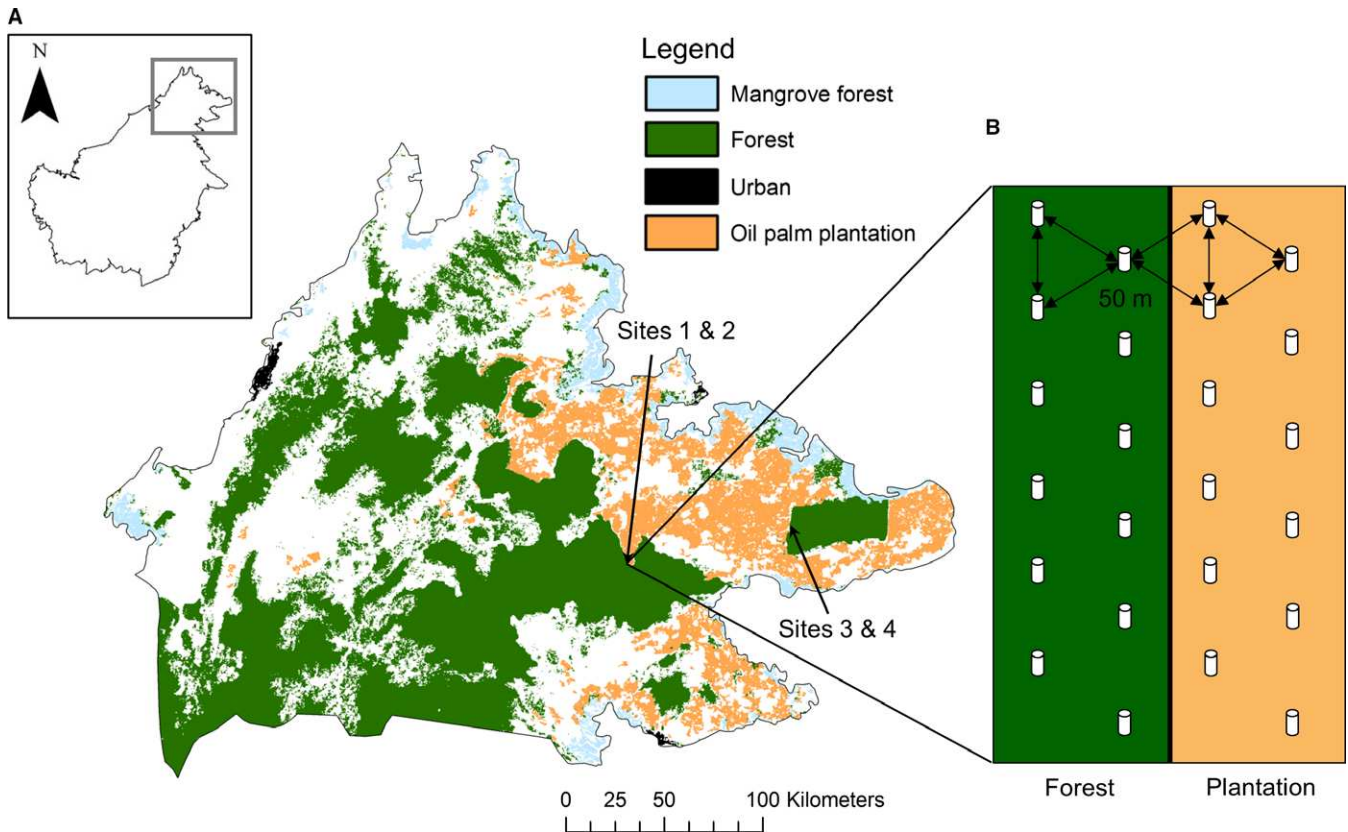 A
N
Legend
Mangrove forest
Forest
Urban
Oil palm plantation
B
50 m
Sites 1 & 2
Sites 3 & 4
Forest
Plantation
0 25 50 100 Kilometers